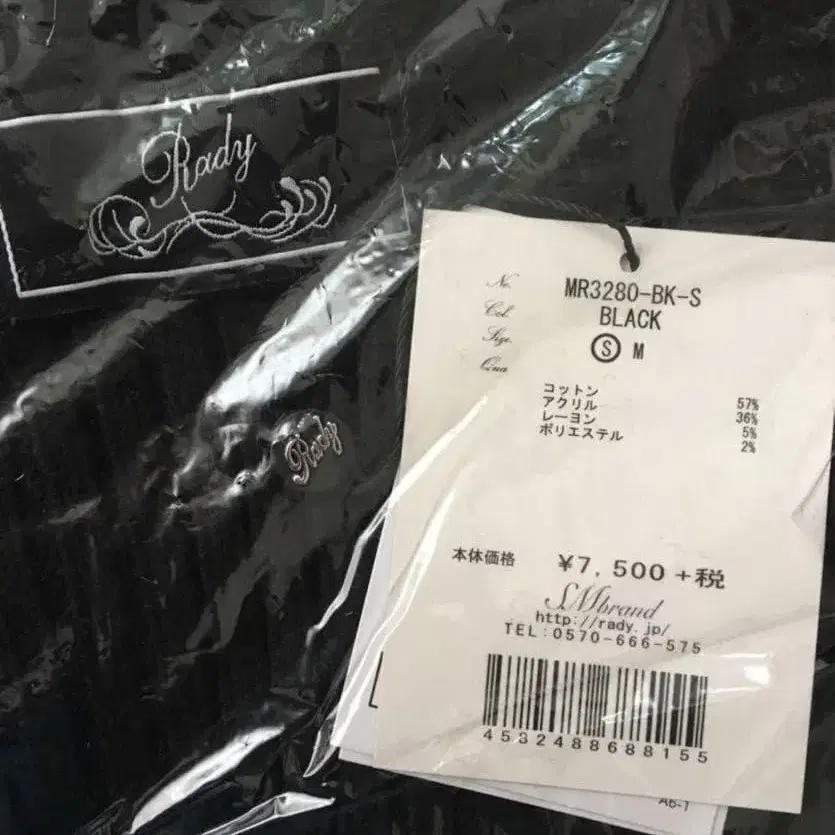 Rady
Rady
No. MR3280-BK-S
Col. BLACK
Size. S M
Qua
コットン 57%
アクリル 36%
レーヨン 5%
ポリエステル 2%
本体価格 ¥7,500+税
SMbrand
http://rady.jp/
TEL:0570-666-575
4532488688155
A6-1